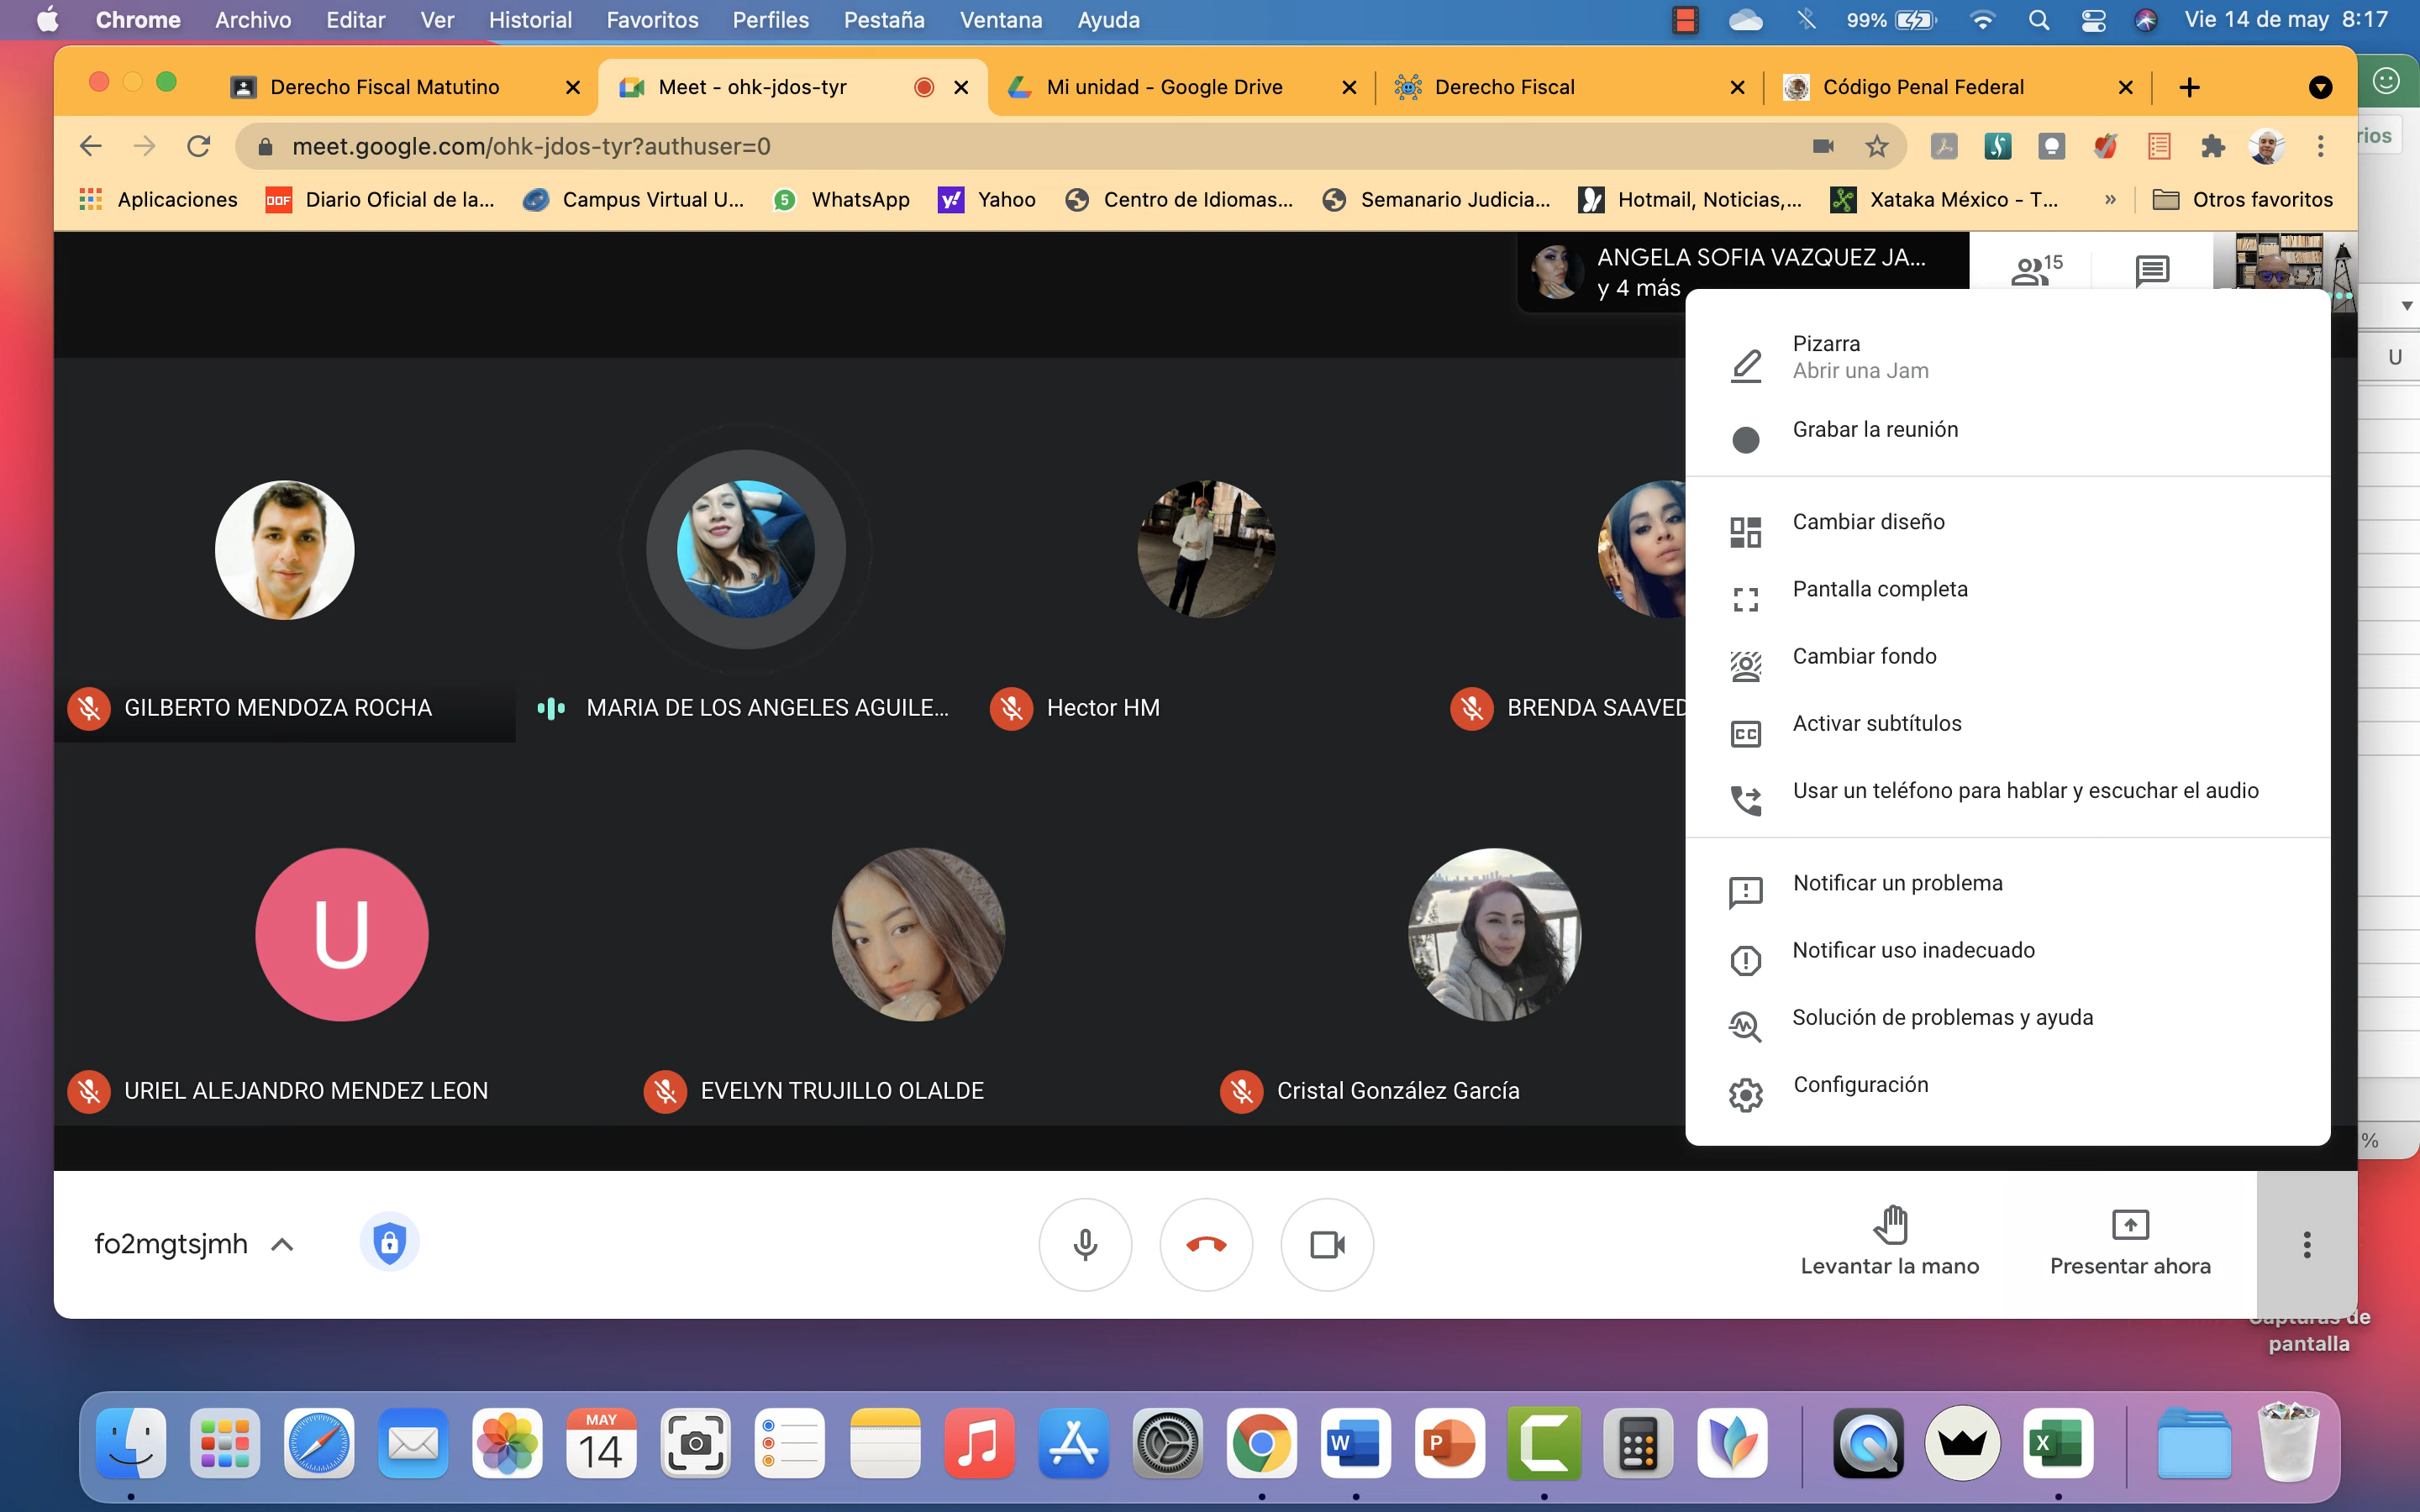 Chrome Archivo Editar Ver Historial Favoritos Perfiles Pestaña Ventana Ayuda 99% Vie 14 de may 8:17
Derecho Fiscal Matutino Meet - ohk-jdos-tyr Mi unidad - Google Drive Derecho Fiscal Código Penal Federal
meet.google.com/ohk-jdos-tyr?authuser=0
rios
Aplicaciones DOF Diario Oficial de la... Campus Virtual U... 5 WhatsApp y! Yahoo Centro de Idiomas... Semanario Judicia... Hotmail, Noticias,... Xataka México - T... » Otros favoritos
ANGELA SOFIA VAZQUEZ JA...
y 4 más
15
U
Pizarra
Abrir una Jam
Grabar la reunión
Cambiar diseño
Pantalla completa
Cambiar fondo
Activar subtítulos
CC
Usar un teléfono para hablar y escuchar el audio
Notificar un problema
Notificar uso inadecuado
Solución de problemas y ayuda
Configuración
GILBERTO MENDOZA ROCHA MARIA DE LOS ANGELES AGUILE... Hector HM BRENDA SAAVED
U
URIEL ALEJANDRO MENDEZ LEON EVELYN TRUJILLO OLALDE Cristal González García
%
fo2mgtsjmh
Levantar la mano Presentar ahora
Capturas de
pantalla
MAY
14
W P X